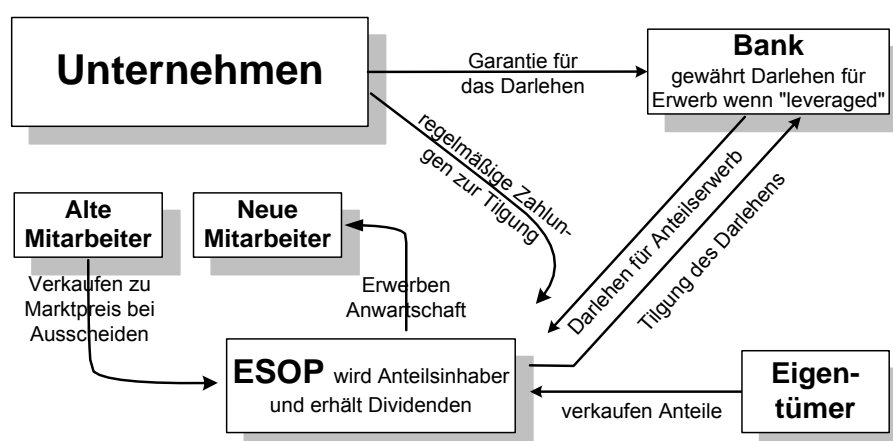 Unternehmen
Garantie für
das Darlehen
Bank
gewährt Darlehen für
Erwerb wenn "leveraged"
regelmäßige Zahlun-
gen zur Tilgung
Darlehen für Anteilserwerb
Tilgung des Darlehens
Alte
Mitarbeiter
Neue
Mitarbeiter
Verkaufen zu
Marktpreis bei
Ausscheiden
Erwerben
Anwartschaft
ESOP wird Anteilsinhaber
und erhält Dividenden
verkaufen Anteile
Eigen-
tümer